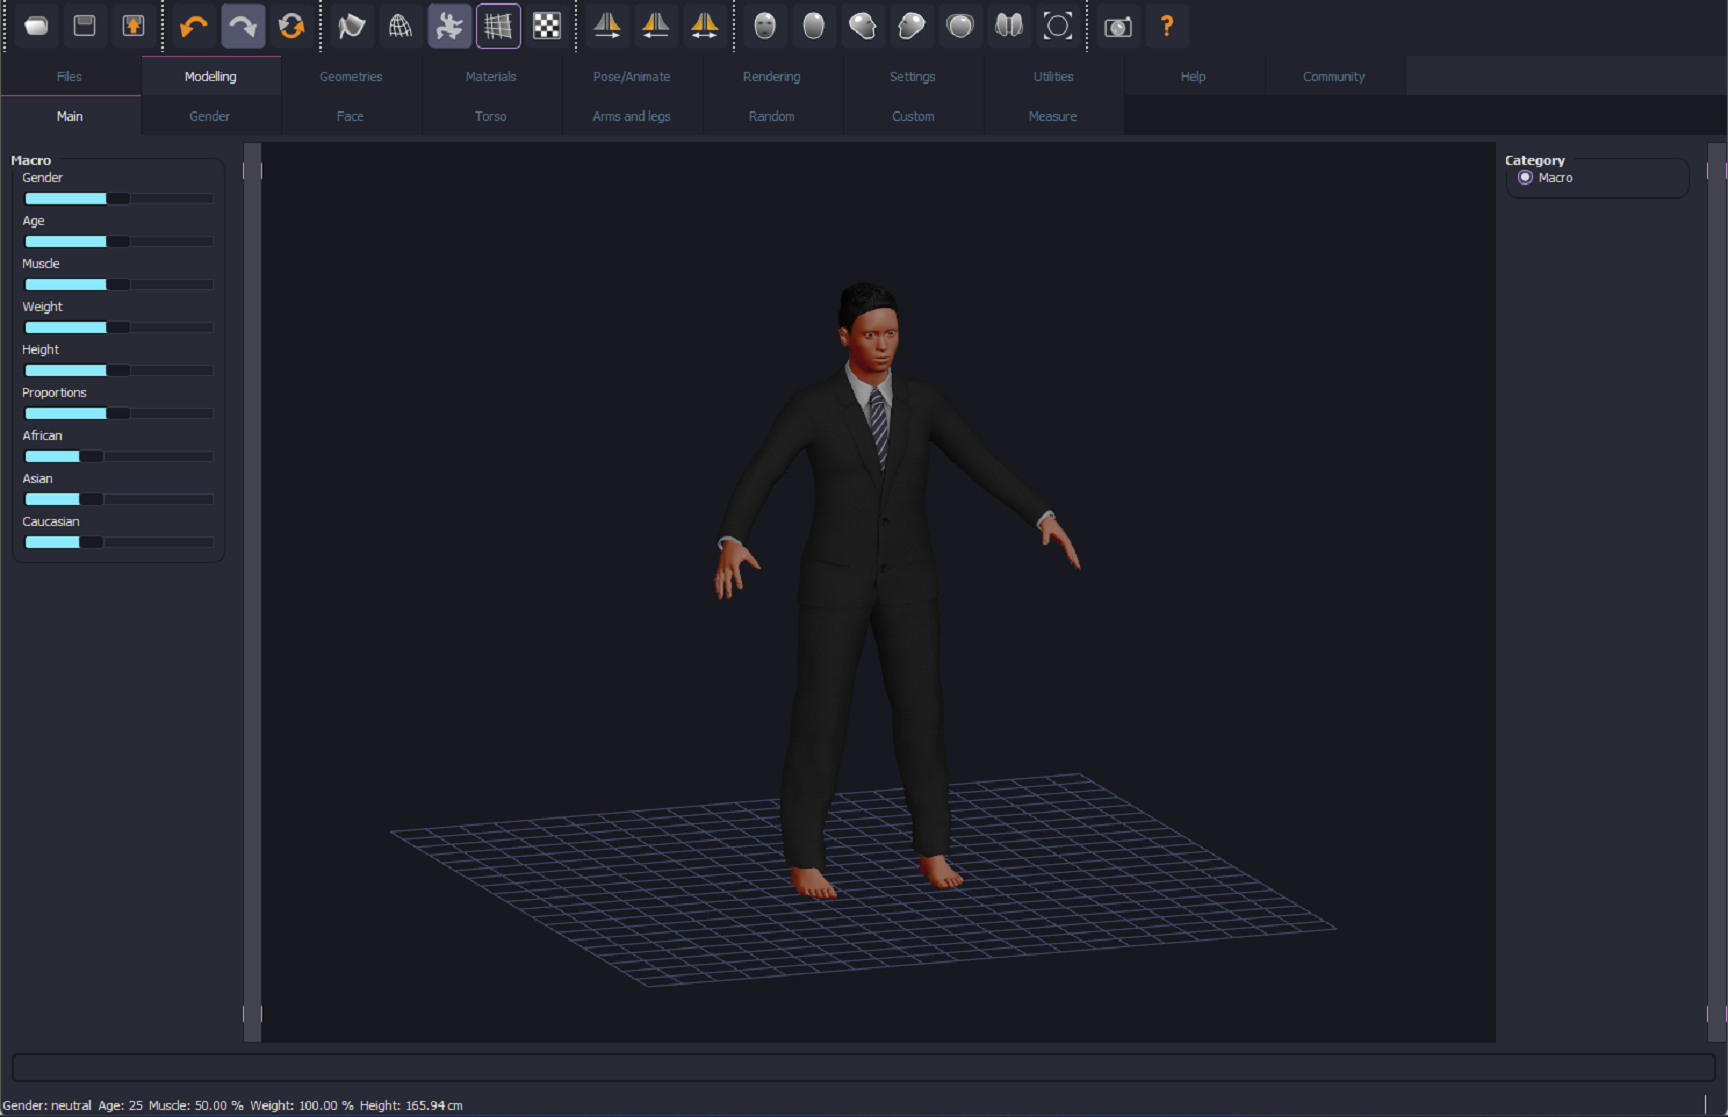 Files Modelling Geometries Materials Pose/Animate Rendering Settings Utilities Help Community
Main Gender Face Torso Arms and legs Random Custom Measure
Macro
Gender
Age
Muscle
Weight
Height
Proportions
African
Asian
Caucasian
Category
Macro
Gender: neutral Age: 25 Muscle: 50.00 % Weight: 100.00 % Height: 165.94 cm